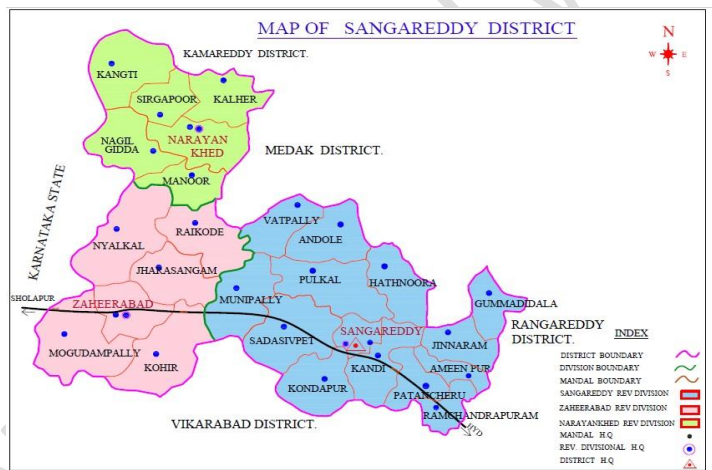 MAP OF SANGAREDDY DISTRICT
N
W
E
S
KAMAREDDY DISTRICT.
KANGTI
SIRGAPOOR
KALHER
NAGIL
GIDDA
NARAYAN
KHED
MANOOR
MEDAK DISTRICT.
KARNATAKA STATE
NYALKAL
RAIKODE
JHARASANGAM
VATPALLY
ANDOLE
PULKAL
HATHNOORA
MUNIPALLY
GUMMADIDALA
SHOLAPUR
ZAHEERABAD
SADASIVPET
SANGAREDDY
KANDI
JINNARAM
AMEEN PUR
RANGAREDDY
DISTRICT.
MOGUDAMPALLY
KOHIR
KONDAPUR
PATANCHERU
RAMCHANDRAPURAM
HYD
VIKARABAD DISTRICT.
INDEX
DISTRICT BOUNDARY
DIVISION BOUNDARY
MANDAL BOUNDARY
SANGAREDDY REV DIVISION
ZAHEERABAD REV DIVISION
NARAYANKHED REV DIVISION
MANDAL H.Q
REV. DIVISIONAL H.Q
DISTRICT H.Q